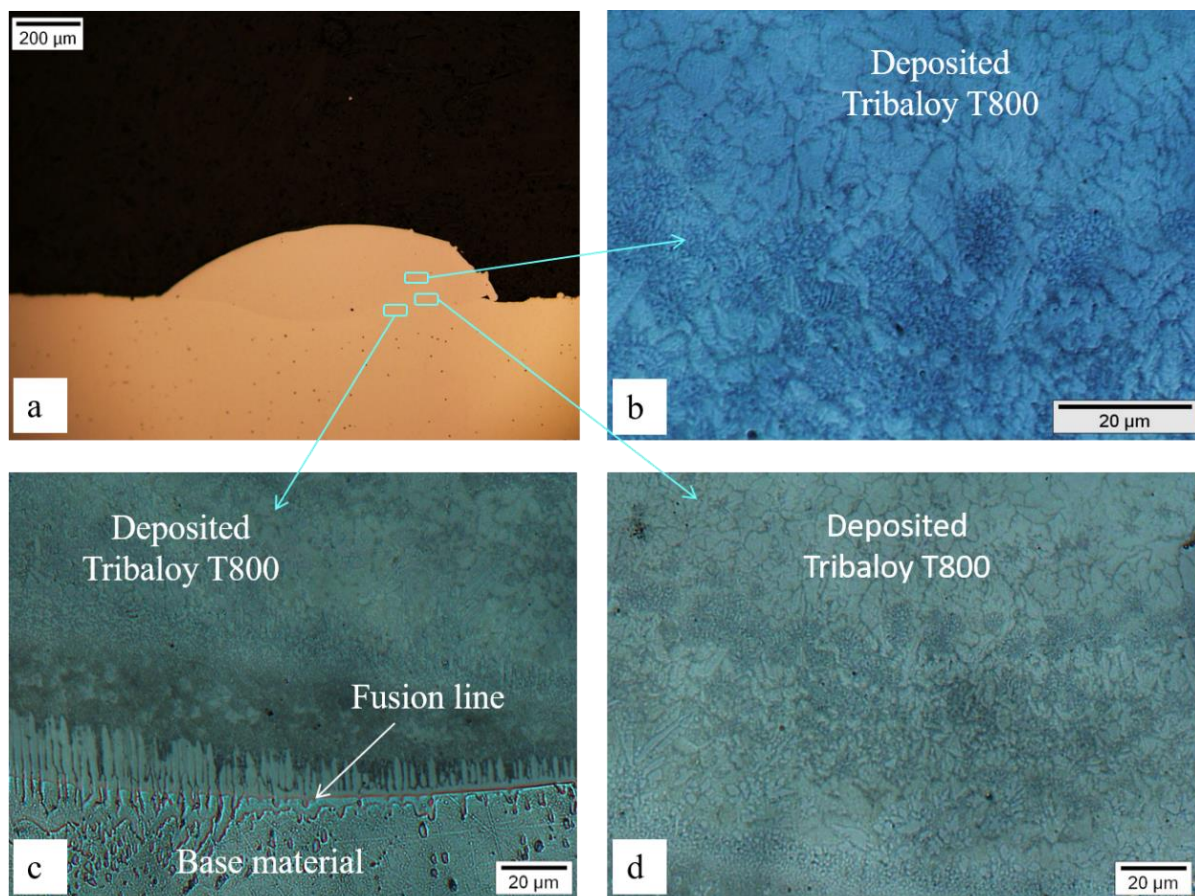 200 µm
a
Deposited
Tribaloy T800
20 µm
b
Deposited
Tribaloy T800
Fusion line
Base material
20 µm
c
Deposited
Tribaloy T800
20 µm
d